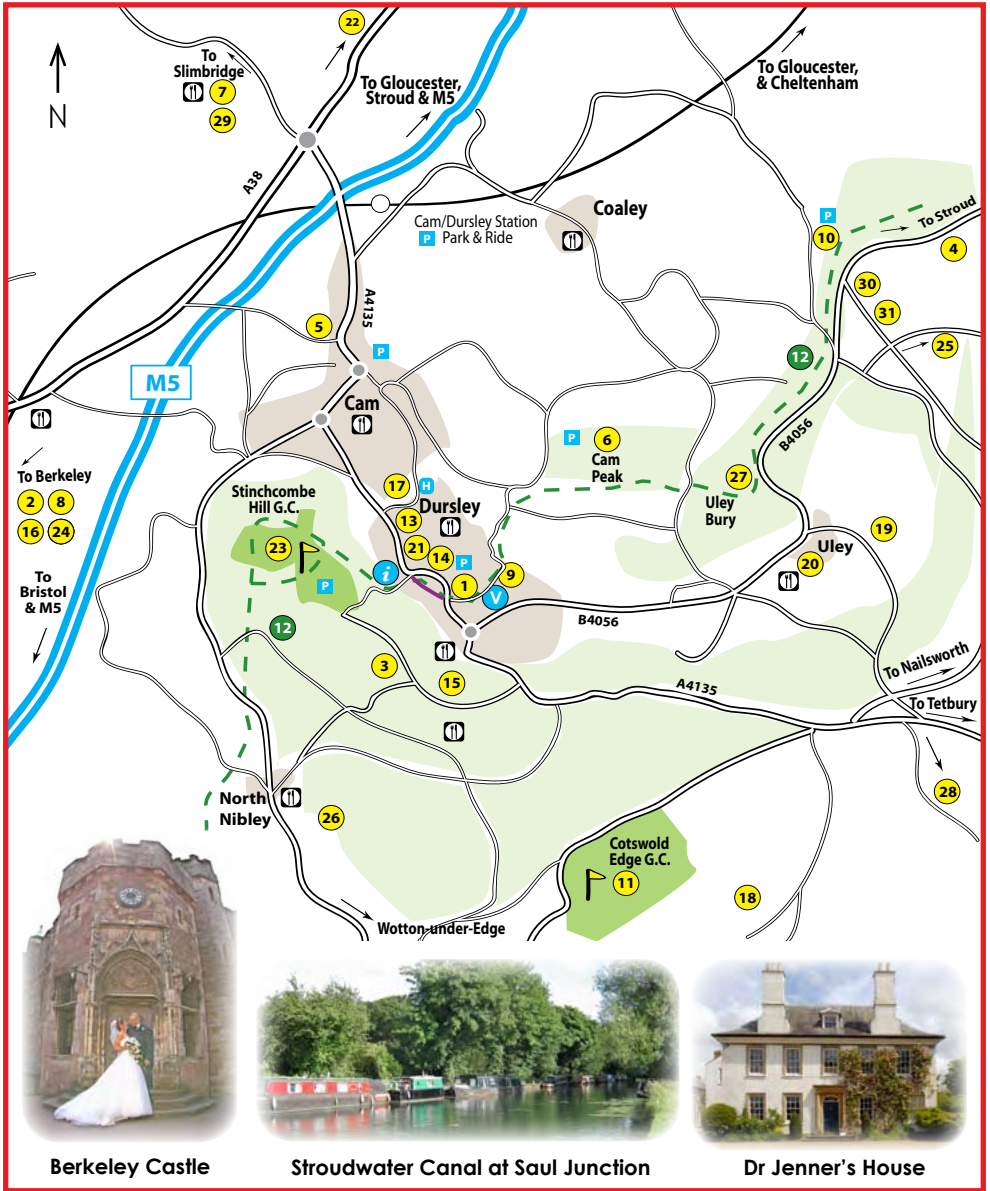 22
To
Slimbridge
7
29
N
To Gloucester,
Stroud & M5
To Gloucester,
& Cheltenham
A38
Cam/Dursley Station
P Park & Ride
Coaley
P
10
To Stroud
4
30
31
25
12
5
A4135
P
M5
Cam
To Berkeley
2 8
16 24
To
Bristol
& M5
P 6
Cam
Peak
B4056
27
Uley
Bury
17 H
Dursley
13
21
14
P
1
9
i
V
Stinchcombe
Hill G.C.
23
P
12
19
Uley
20
B4056
3
15
A4135
To Nailsworth
To Tetbury
28
North
Nibley
26
Cotswold
Edge G.C.
11
18
Wotton-under-Edge
Berkeley Castle
Stroudwater Canal at Saul Junction
Dr Jenner's House